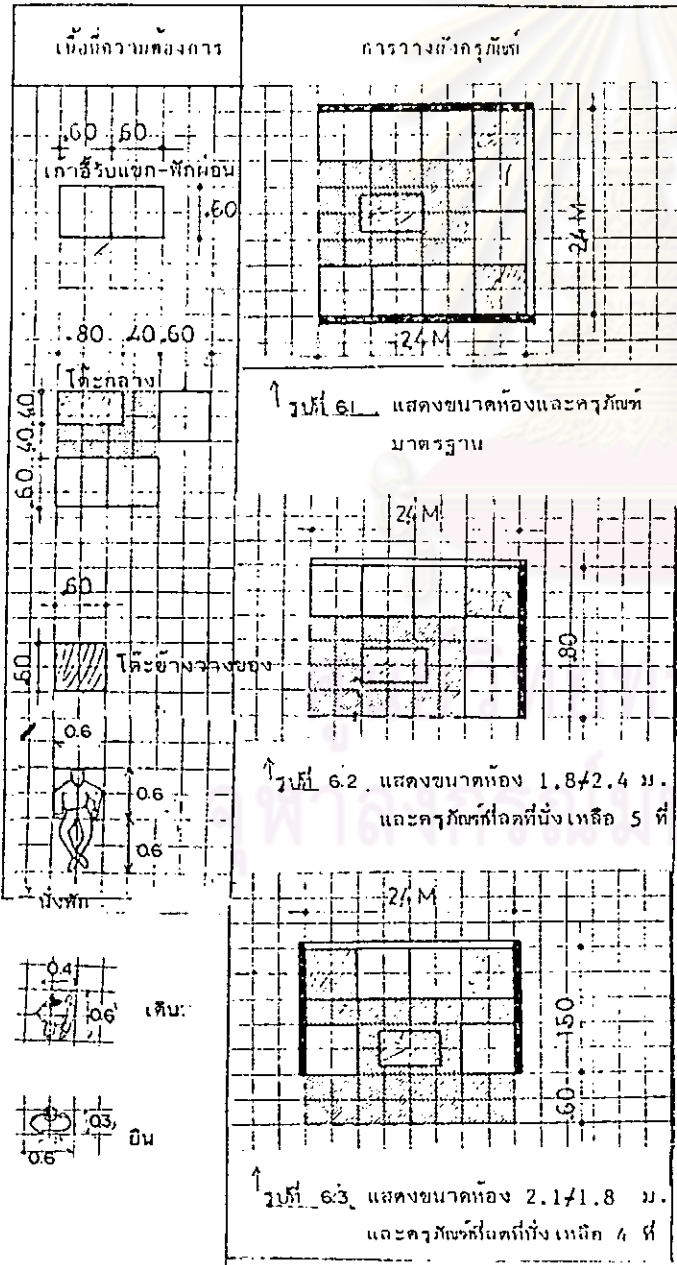 เนื้อที่ความต้องการ
.60 .60
เก้าอี้รับแขก-พักผ่อน
.60
.80 .40 .60
โต๊ะกลาง
.40
.40
.60
.60
.60
โต๊ะข้างวางของ
0.6
0.6
0.6
นั่งพัก
0.4
0.6
เดิน
0.3
0.6
ยืน
การวางผังครุภัณฑ์
2.4 M
2.4 M
รูปที่ 6.1 แสดงขนาดห้องและครุภัณฑ์
มาตรฐาน
2.4 M
.80
รูปที่ 6.2 แสดงขนาดห้อง 1.8/2.4 ม.
และครุภัณฑ์ที่ลดที่นั่งเหลือ 5 ที่
2.4 M
1.50
.60
รูปที่ 6.3 แสดงขนาดห้อง 2.1/1.8 ม.
และครุภัณฑ์ที่ลดที่นั่งเหลือ 4 ที่